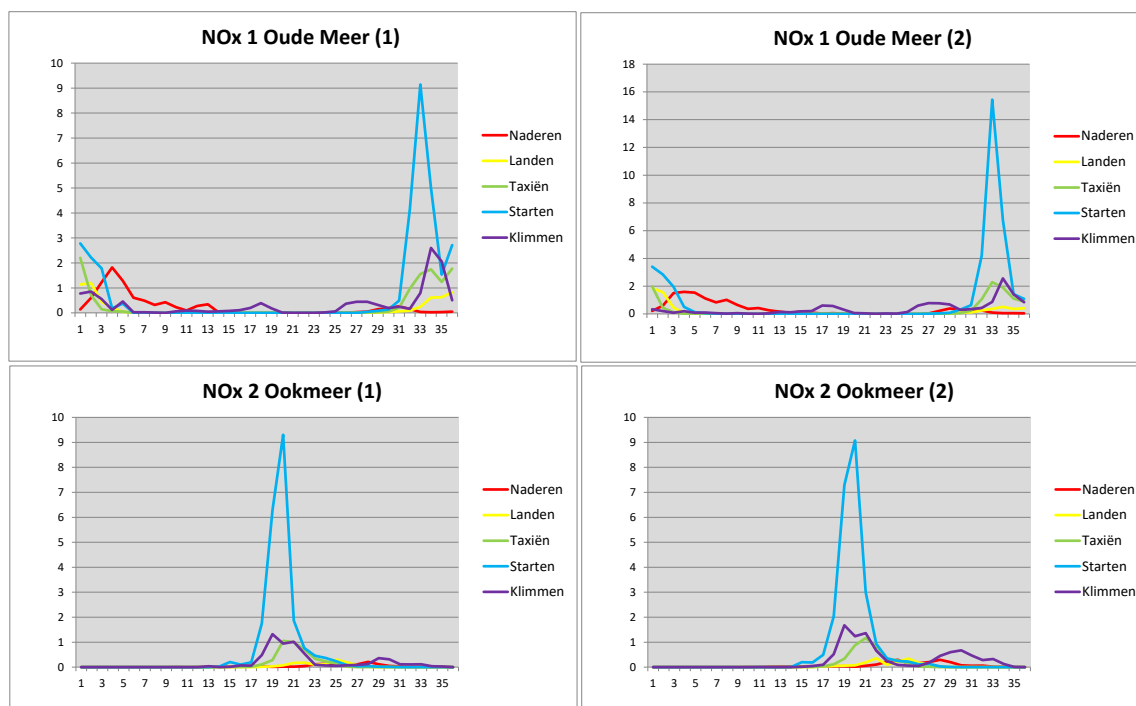 NOx 1 Oude Meer (1)
10
9
8
7
6
5
4
3
2
1
0
1 3 5 7 9 11 13 15 17 19 21 23 25 27 29 31 33 35
Naderen
Landen
Taxiën
Starten
Klimmen
NOx 1 Oude Meer (2)
18
16
14
12
10
8
6
4
2
0
1 3 5 7 9 11 13 15 17 19 21 23 25 27 29 31 33 35
Naderen
Landen
Taxiën
Starten
Klimmen
NOx 2 Ookmeer (1)
10
9
8
7
6
5
4
3
2
1
0
1 3 5 7 9 11 13 15 17 19 21 23 25 27 29 31 33 35
Naderen
Landen
Taxiën
Starten
Klimmen
NOx 2 Ookmeer (2)
10
9
8
7
6
5
4
3
2
1
0
1 3 5 7 9 11 13 15 17 19 21 23 25 27 29 31 33 35
Naderen
Landen
Taxiën
Starten
Klimmen